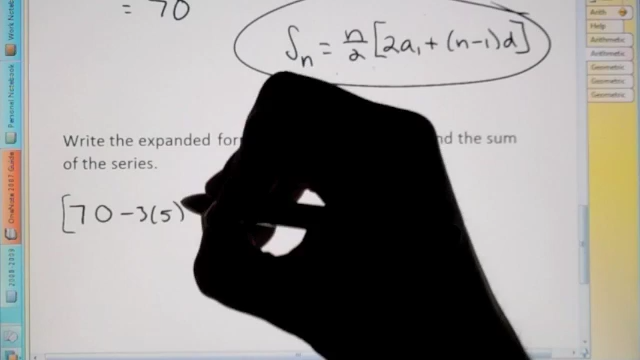 = 70
Sn = n/2 [2a₁ + (n-1)d]
Write the expanded for nd the sum
of the series.
[70 - 3(5)
Work Notebook
Personal Notebook
OneNote 2007 Guide
2008-2009
Arith
Arithmetic
Arithmetic
Geometric
Geometric
Geometric